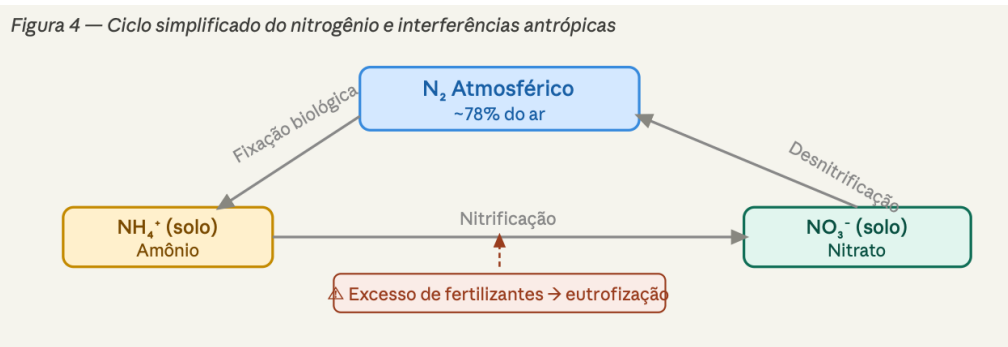 Figura 4 — Ciclo simplificado do nitrogênio e interferências antrópicas
N₂ Atmosférico
~78% do ar
Fixação biológica
Desnitrificação
NH₄⁺ (solo)
Amônio
Nitrificação
NO₃⁻ (solo)
Nitrato
⚠ Excesso de fertilizantes → eutrofização